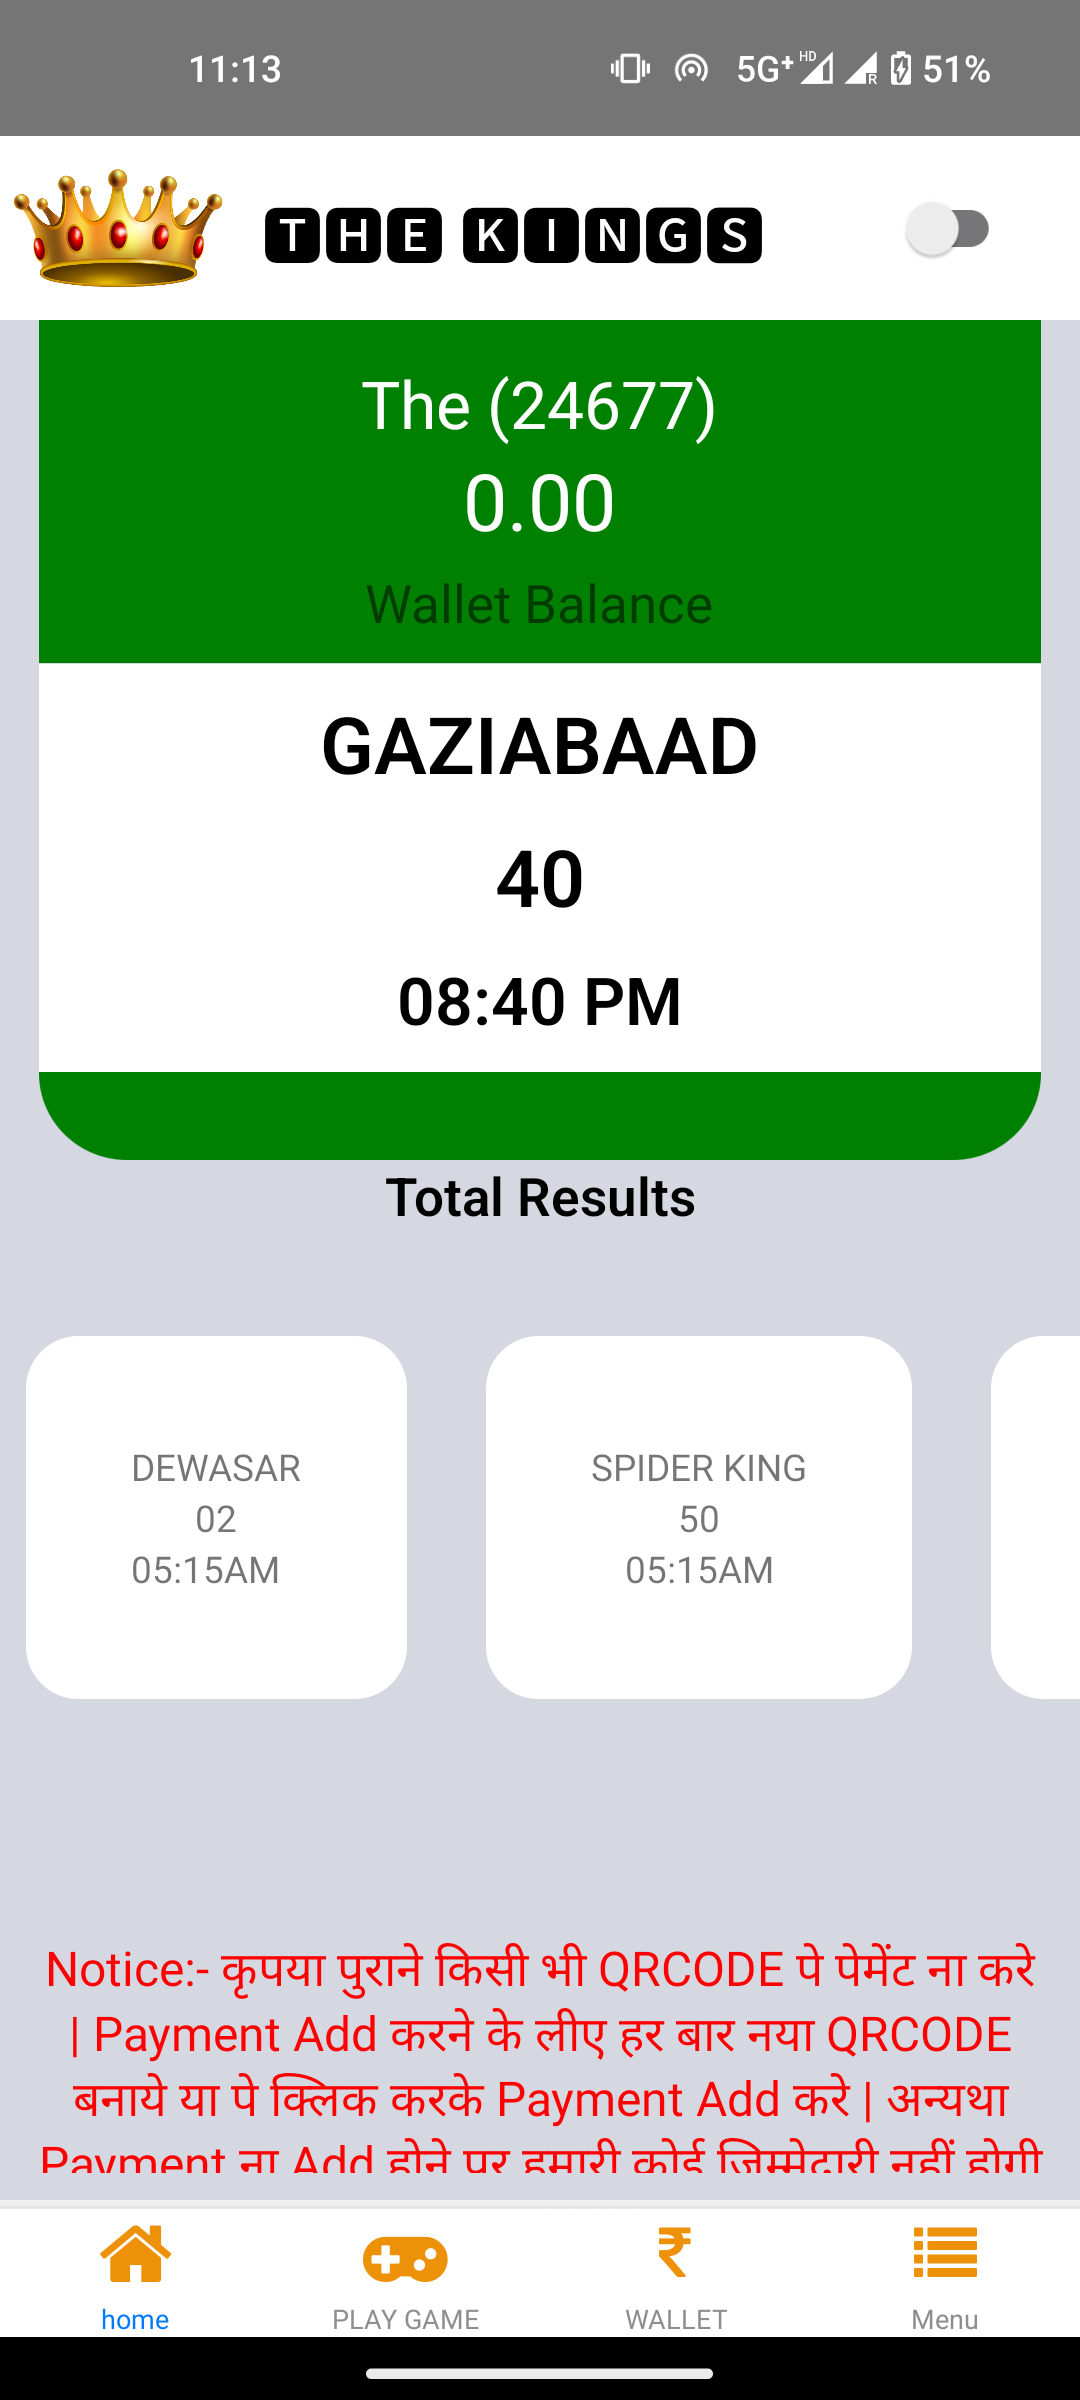 11:13 5G+ HD R 51%
THE KINGS
The (24677)
0.00
Wallet Balance
GAZIABAAD
40
08:40 PM
Total Results
DEWASAR
02
05:15AM
SPIDER KING
50
05:15AM
Notice:- कृपया पुराने किसी भी QRCODE पे पेमेंट ना करे
| Payment Add करने के लीए हर बार नया QRCODE
बनाये या पे क्लिक करके Payment Add करे | अन्यथा
Payment ना Add होने पर हमारी कोई जिम्मेदारी नहीं होगी
home PLAY GAME WALLET Menu